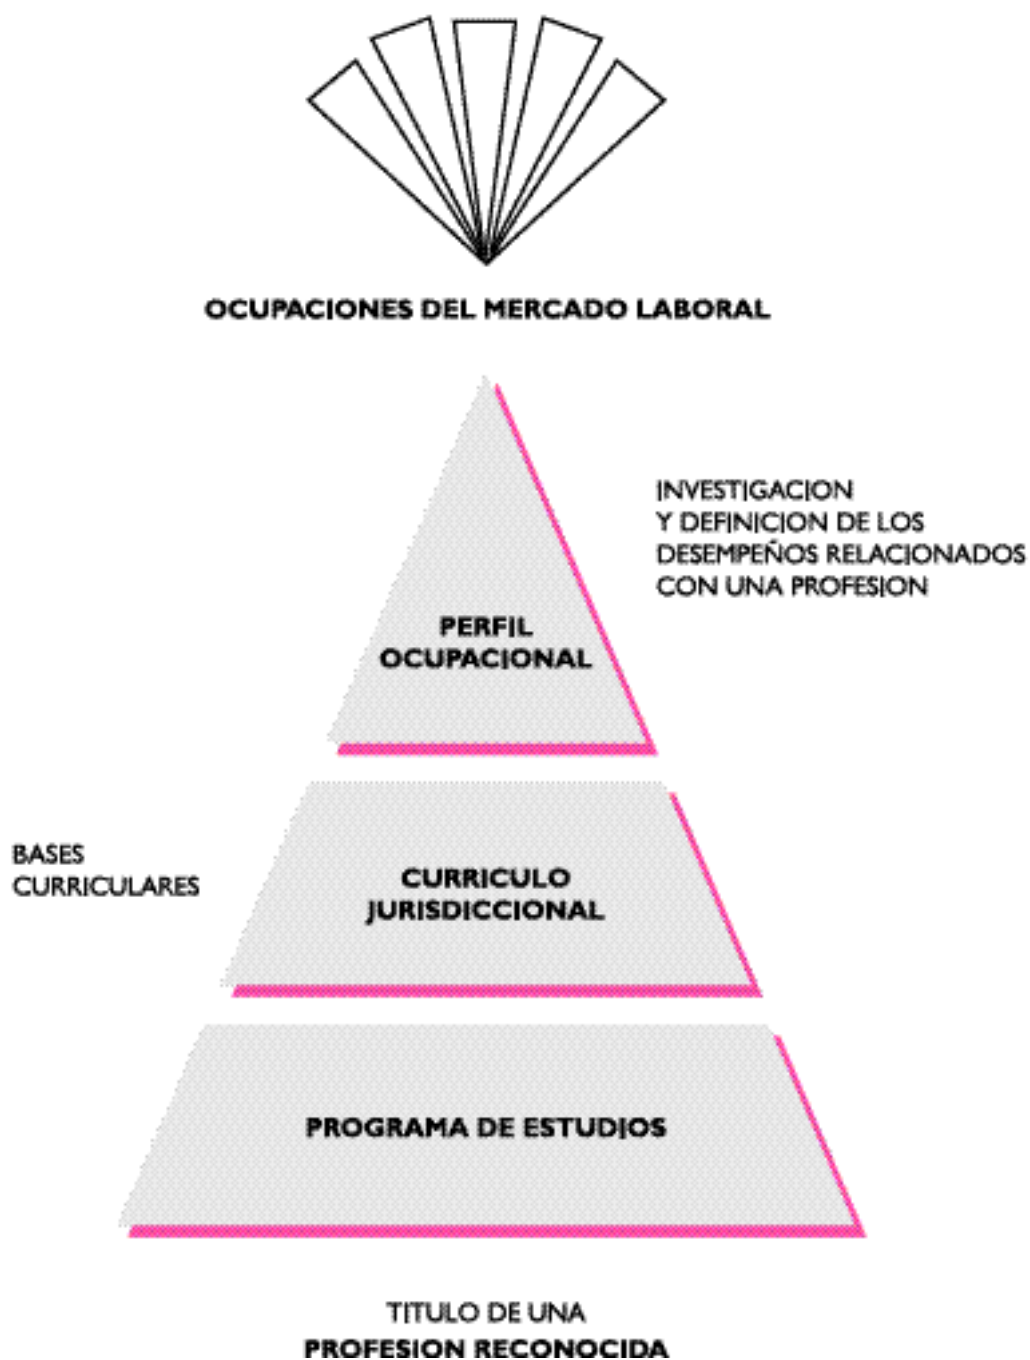 OCUPACIONES DEL MERCADO LABORAL
INVESTIGACION
Y DEFINICION DE LOS
DESEMPEÑOS RELACIONADOS
CON UNA PROFESION
PERFIL
OCUPACIONAL
BASES
CURRICULARES
CURRICULO
JURISDICCIONAL
PROGRAMA DE ESTUDIOS
TITULO DE UNA
PROFESION RECONOCIDA